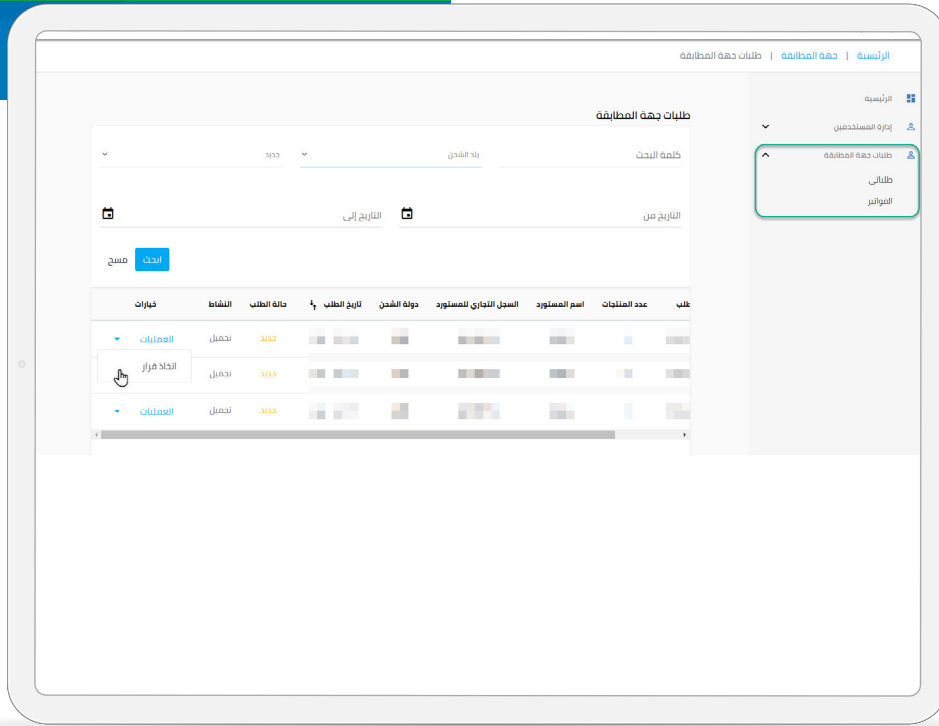 الرئيسية | جهة المطابقة | طلبات جهة المطابقة
الرئيسية
إدارة المستخدمين
طلبات جهة المطابقة
طلباتي
الفواتير
طلبات جهة المطابقة
كلمة البحث
بلد الشحن
جديد
التاريخ من
التاريخ إلى
ابحث
مسح
طلب عدد المنتجات اسم المستورد السجل التجاري للمستورد دولة الشحن تاريخ الطلب حالة الطلب النشاط خيارات
جديد تجميل العمليات
اتخاذ قرار
جديد تجميل
جديد تجميل العمليات